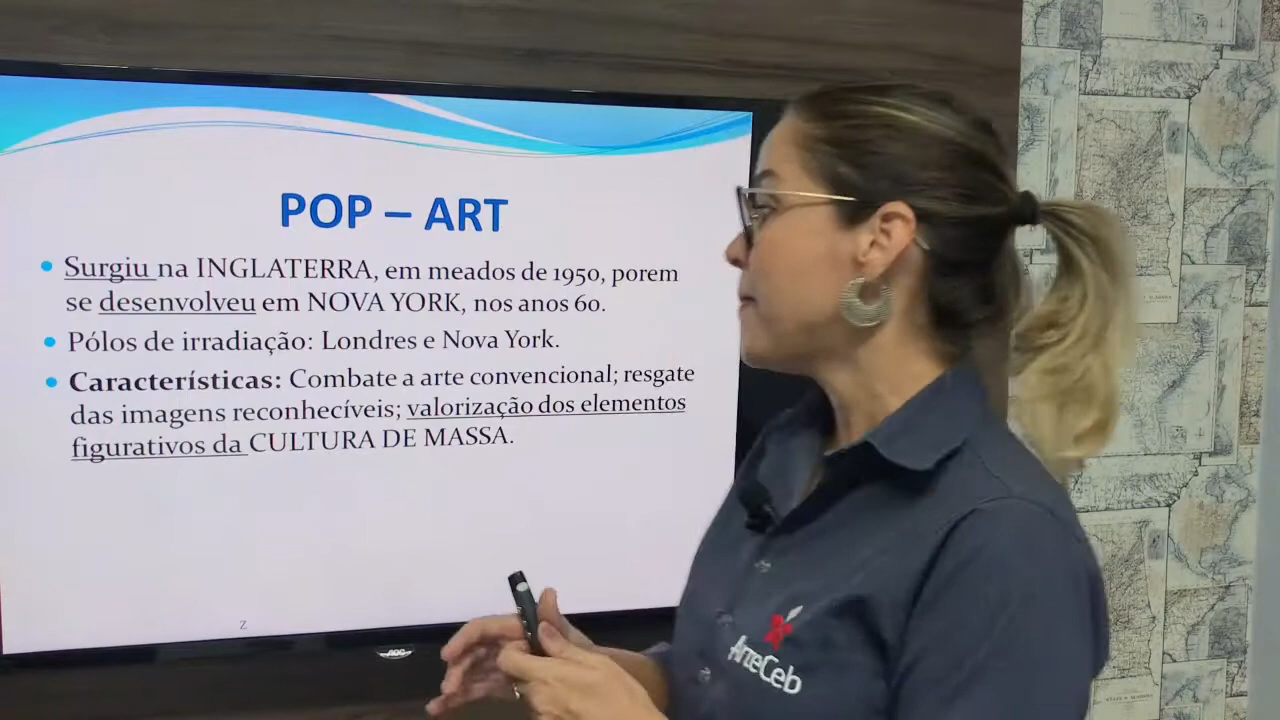 POP – ART
Surgiu na INGLATERRA, em meados de 1950, porem
se desenvolveu em NOVA YORK, nos anos 60.
Pólos de irradiação: Londres e Nova York.
Características: Combate a arte convencional; resgate
das imagens reconhecíveis; valorização dos elementos
figurativos da CULTURA DE MASSA.
Z
AOC
ArteCeb